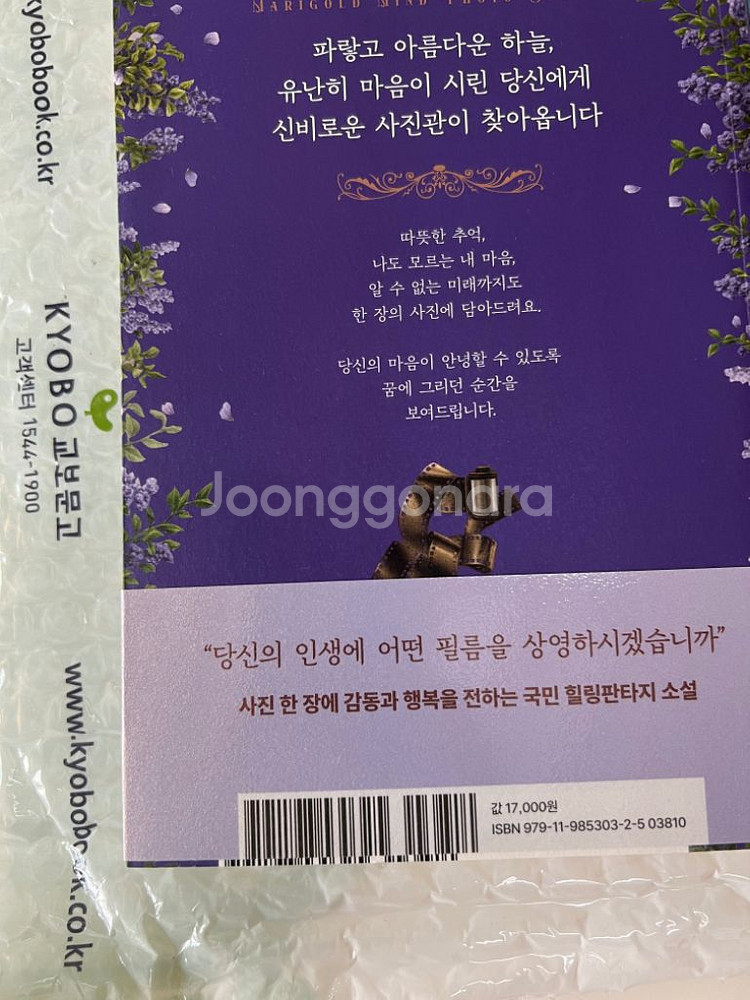 MARIGOLD MIND PHOTO
파랗고 아름다운 하늘,
유난히 마음이 시린 당신에게
신비로운 사진관이 찾아옵니다
따뜻한 추억,
나도 모르는 내 마음,
알 수 없는 미래까지도
한 장의 사진에 담아드려요.
당신의 마음이 안녕할 수 있도록
꿈에 그리던 순간을
보여드립니다.
Joonggonara
“당신의 인생에 어떤 필름을 상영하시겠습니까”
사진 한 장에 감동과 행복을 전하는 국민 힐링판타지 소설
값 17,000원
ISBN 979-11-985303-2-5 03810
kyobobook.co.kr
KYOBO 교보문고
고객센터 1544-1900
www.kyobobook.co.kr